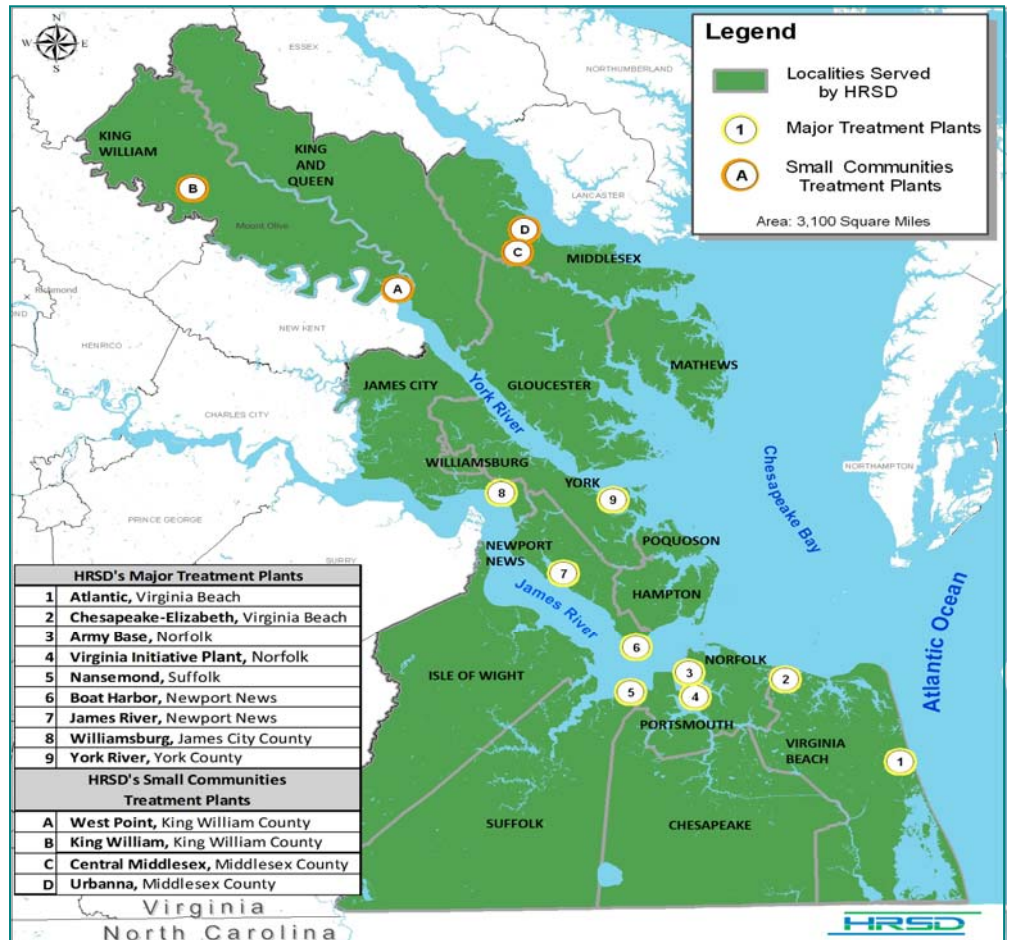 N
W E
S
Legend
Localities Served
by HRSD
1 Major Treatment Plants
A Small Communities
Treatment Plants
Area: 3,100 Square Miles
ESSEX
NORTHUMBERLAND
KING
WILLIAM
KING
AND
QUEEN
LANCASTER
B
Mount Olive
D
C
MIDDLESEX
A
Richmond
NEW KENT
HENRICO
MATHEWS
JAMES CITY
GLOUCESTER
York River
CHARLES CITY
WILLIAMSBURG
NORTHAMPTON
Chesapeake Bay
YORK
8
9
PRINCE GEORGE
POQUOSON
NEWPORT
NEWS
SURRY
7
HAMPTON
James River
Atlantic Ocean
6
NORFOLK
ISLE OF WIGHT
3
2
5
4
PORTSMOUTH
VIRGINIA
BEACH
1
SUFFOLK
CHESAPEAKE
HRSD's Major Treatment Plants
1 Atlantic, Virginia Beach
2 Chesapeake-Elizabeth, Virginia Beach
3 Army Base, Norfolk
4 Virginia Initiative Plant, Norfolk
5 Nansemond, Suffolk
6 Boat Harbor, Newport News
7 James River, Newport News
8 Williamsburg, James City County
9 York River, York County
HRSD's Small Communities
Treatment Plants
A West Point, King William County
B King William, King William County
C Central Middlesex, Middlesex County
D Urbanna, Middlesex County
Virginia
North Carolina
HRSD